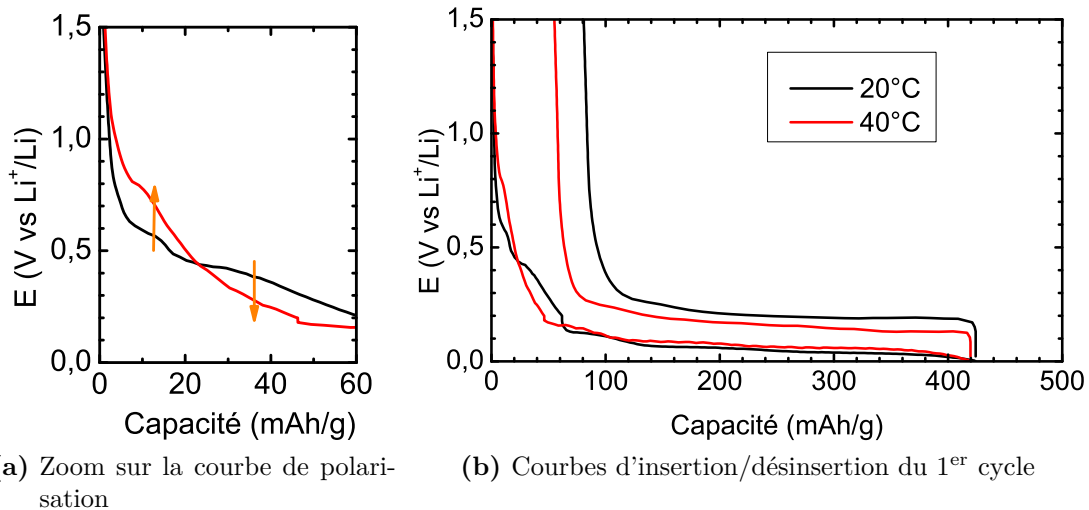 1,5
1,0
0,5
0,0
E (V vs Li⁺/Li)
0 20 40 60
Capacité (mAh/g)
(a) Zoom sur la courbe de polari-
sation
1,5
1,0
0,5
0,0
E (V vs Li⁺/Li)
20°C
40°C
0 100 200 300 400 500
Capacité (mAh/g)
(b) Courbes d'insertion/désinsertion du 1er cycle